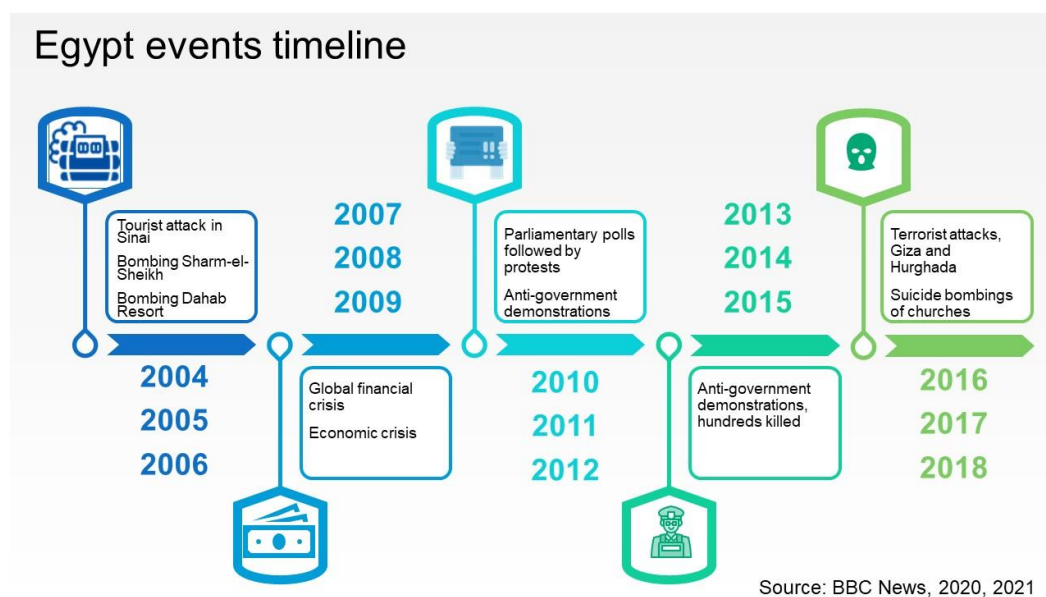 Egypt events timeline
Tourist attack in
Sinai
Bombing Sharm-el-
Sheikh
Bombing Dahab
Resort
2004
2005
2006
2007
2008
2009
Global financial
crisis
Economic crisis
Parliamentary polls
followed by
protests
Anti-government
demonstrations
2010
2011
2012
2013
2014
2015
Anti-government
demonstrations,
hundreds killed
Terrorist attacks,
Giza and
Hurghada
Suicide bombings
of churches
2016
2017
2018
Source: BBC News, 2020, 2021